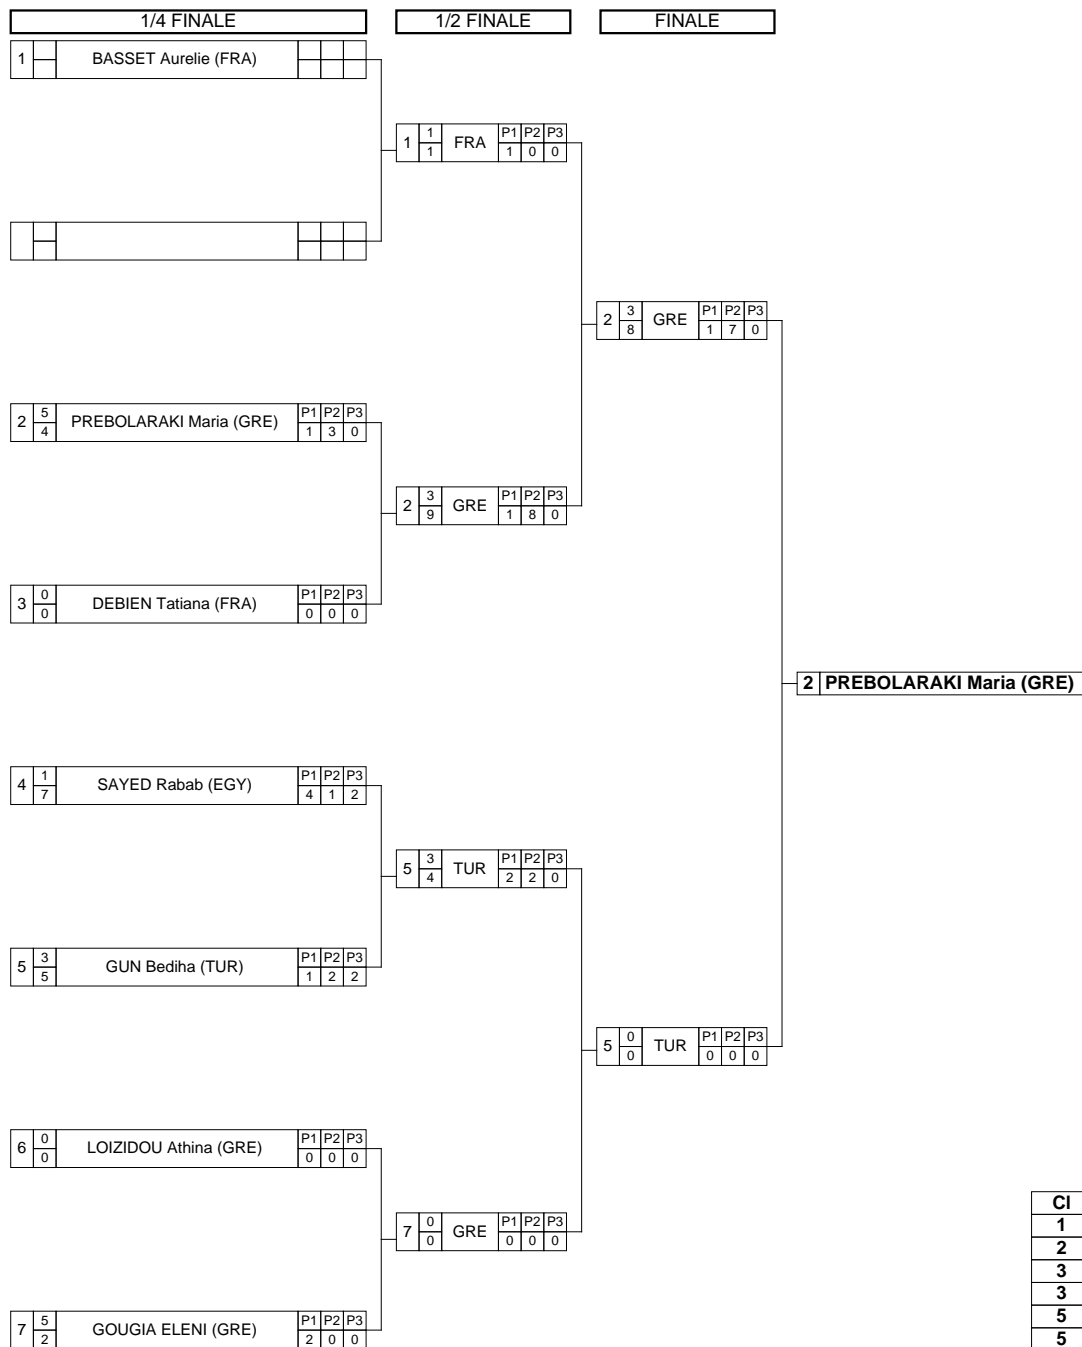 1/4 FINALE 1/2 FINALE FINALE
1 BASSET Aurelie (FRA)
1 1 1 FRA P1 P2 P3 1 0 0
2 3 8 GRE P1 P2 P3 1 7 0
2 5 4 PREBOLARAKI Maria (GRE) P1 P2 P3 1 3 0
2 3 9 GRE P1 P2 P3 1 8 0
3 0 0 DEBIEN Tatiana (FRA) P1 P2 P3 0 0 0
2 PREBOLARAKI Maria (GRE)
4 1 7 SAYED Rabab (EGY) P1 P2 P3 4 1 2
5 3 4 TUR P1 P2 P3 2 2 0
5 3 5 GUN Bediha (TUR) P1 P2 P3 1 2 2
5 0 0 TUR P1 P2 P3 0 0 0
6 0 0 LOIZIDOU Athina (GRE) P1 P2 P3 0 0 0
7 0 0 GRE P1 P2 P3 0 0 0
7 5 2 GOUGIA ELENI (GRE) P1 P2 P3 2 0 0
Cl
1
2
3
3
5
5